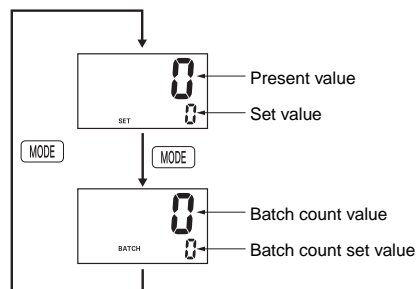 0
Present value
0
Set value
SET
MODE
MODE
0
Batch count value
BATCH
0
Batch count set value